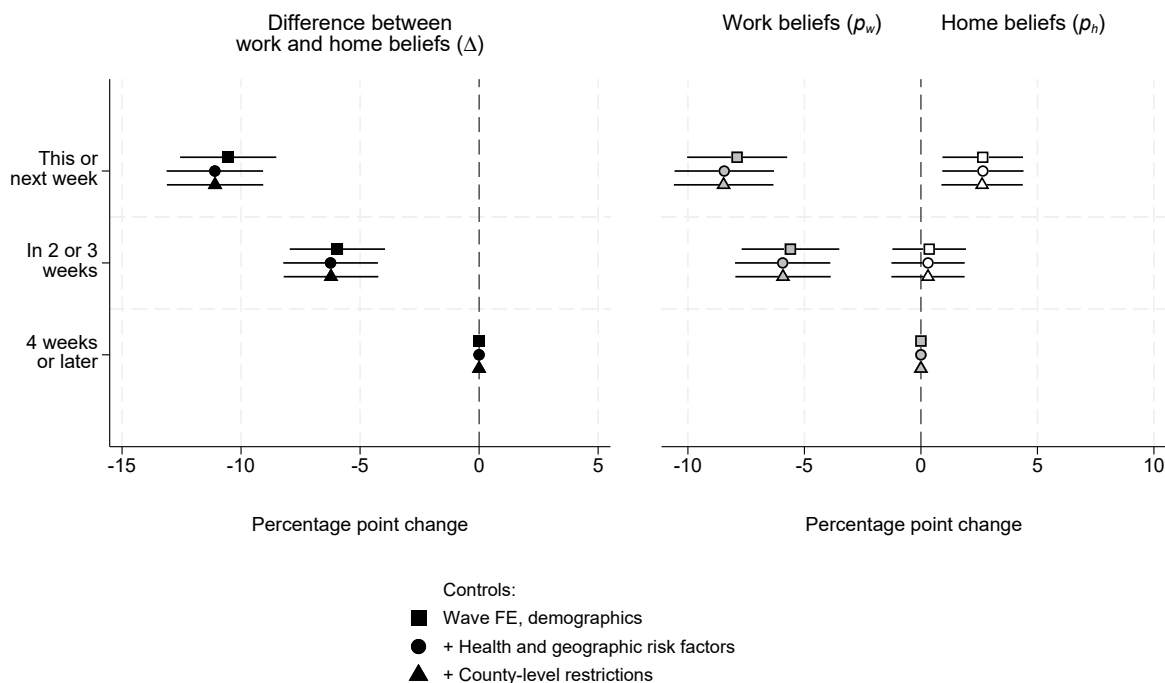 Difference between
work and home beliefs (Δ)
Work beliefs (pw)
Home beliefs (ph)
This or
next week
In 2 or 3
weeks
4 weeks
or later
-15 -10 -5 0 5
-10 -5 0 5 10
Percentage point change
Percentage point change
Controls:
Wave FE, demographics
+ Health and geographic risk factors
+ County-level restrictions